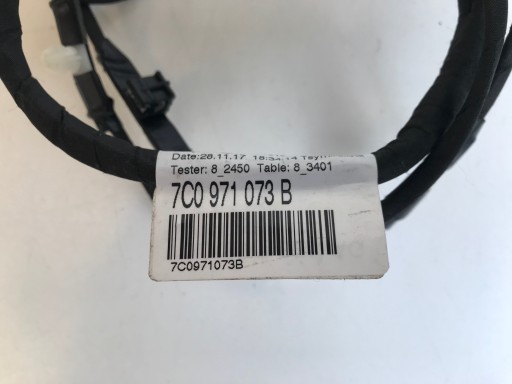 Date:28.11.17
Tester: 8_2450 Table: 8_3401
7C0 971 073 B
7C0971073B